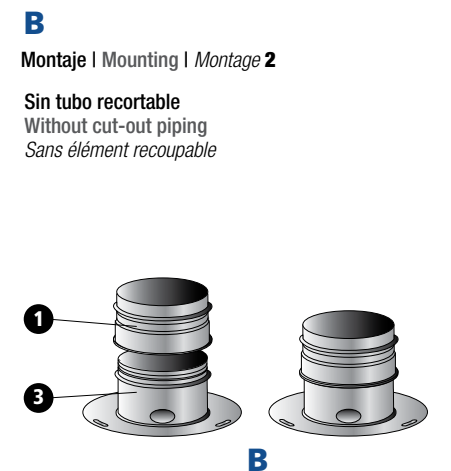 B
Montaje | Mounting | Montage 2
Sin tubo recortable
Without cut-out piping
Sans élément recoupable
1
3
B